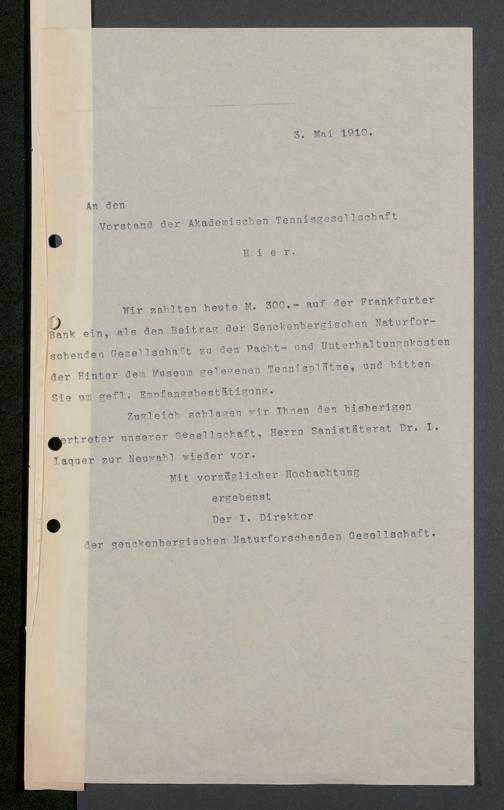 3. Mai 1910.
An den
Vorstand der Akademischen Tennisgesellschaft
H i e r.
Wir zahlten heute M. 300.- auf der Frankfurter
Bank ein, als den Beitrag der Senckenbergischen Naturfor-
schenden Gesellschaft zu den Pacht- und Unterhaltungskosten
der Hinter dem Museum gelegenen Tennisplätze, und bitten
Sie um gefl. Empfangsbestätigung.
Zugleich schlagen wir Ihnen den bisherigen
Vertreter unserer Gesellschaft, Herrn Sanistätsrat Dr. L.
Laquer zur Neuwahl wieder vor.
Mit vorzüglicher Hochachtung
ergebenst
Der I. Direktor
der senckenbergischen Naturforschenden Gesellschaft.